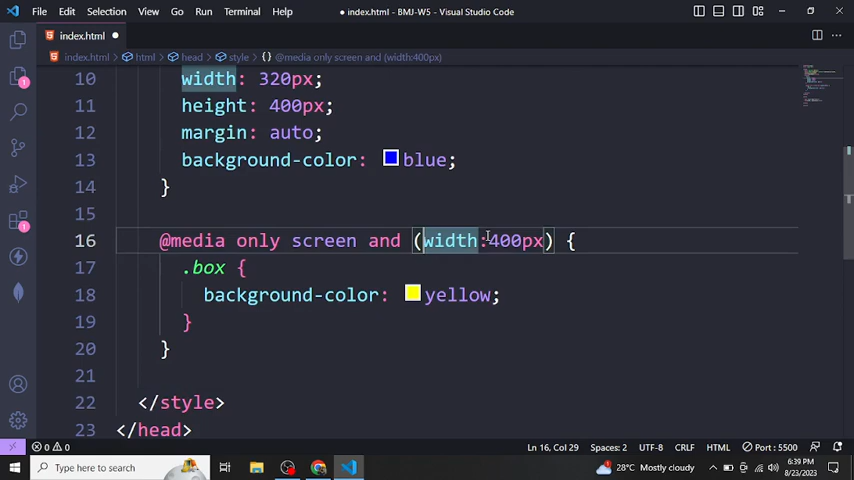 File Edit Selection View Go Run Terminal Help
● index.html - BMJ-W5 - Visual Studio Code
index.html ●
index.html > html > head > style > {} @media only screen and (width:400px)
10 width: 320px;
11 height: 400px;
12 margin: auto;
13 background-color: blue;
14 }
15
16 @media only screen and (width:400px) {
17 .box {
18 background-color: yellow;
19 }
20 }
21
22 </style>
23 </head>
1
1
0 0 Ln 16, Col 29 Spaces: 2 UTF-8 CRLF HTML Port : 5500
Type here to search 28°C Mostly cloudy 6:39 PM
8/23/2023